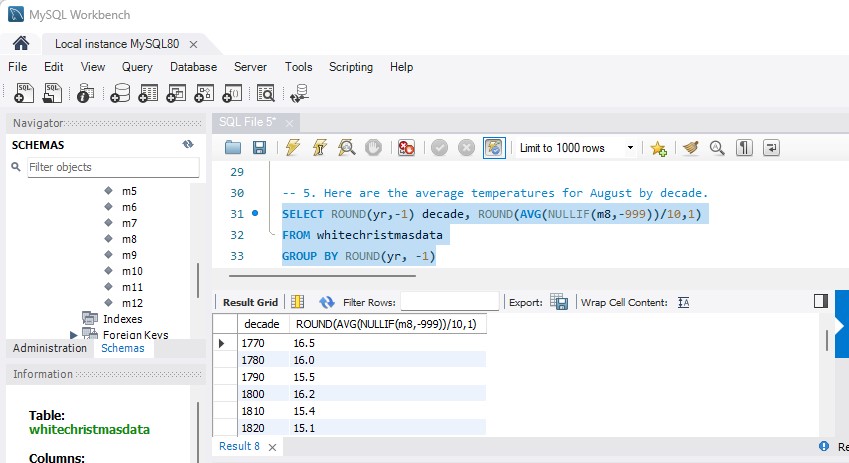 MySQL Workbench
Local instance MySQL80
File Edit View Query Database Server Tools Scripting Help
Navigator
SCHEMAS
Filter objects
m5
m6
m7
m8
m9
m10
m11
m12
Indexes
Foreign Keys
Administration Schemas
Information
Table:
whitechristmasdata
Columns:
SQL File 5*
Limit to 1000 rows
29
30 -- 5. Here are the average temperatures for August by decade.
31 SELECT ROUND(yr,-1) decade, ROUND(AVG(NULLIF(m8,-999))/10,1)
32 FROM whitechristmasdata
33 GROUP BY ROUND(yr, -1)
Result Grid Filter Rows: Export: Wrap Cell Content: IA
decade ROUND(AVG(NULLIF(m8,-999))/10,1)
1770 16.5
1780 16.0
1790 15.5
1800 16.2
1810 15.4
1820 15.1
Result 8
Re